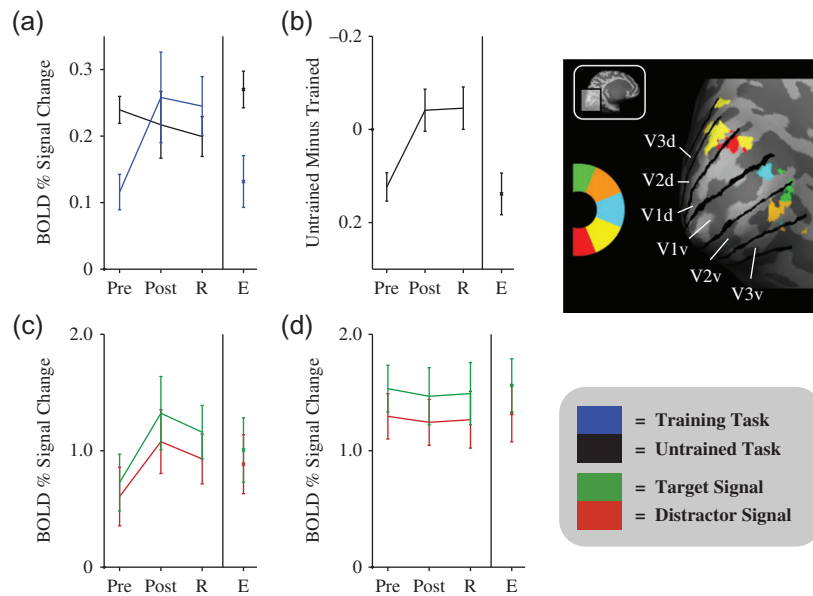 (a)
BOLD % Signal Change
0.3
0.2
0.1
0
Pre Post R E
(b)
Untrained Minus Trained
–0.2
0
0.2
Pre Post R E
V3d
V2d
V1d
V1v
V2v
V3v
(c)
BOLD % Signal Change
2.0
1.0
0
Pre Post R E
(d)
BOLD % Signal Change
2.0
1.0
0
Pre Post R E
= Training Task
= Untrained Task
= Target Signal
= Distractor Signal